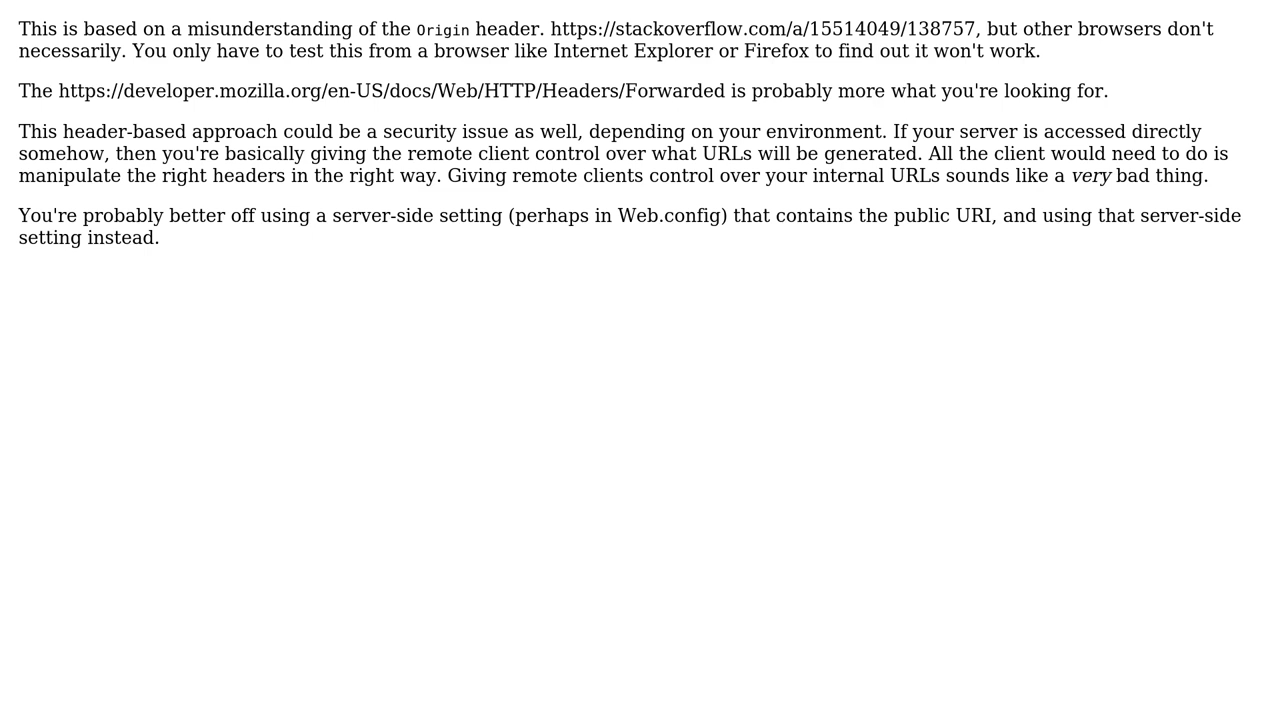 This is based on a misunderstanding of the Origin header. https://stackoverflow.com/a/15514049/138757, but other browsers don't
necessarily. You only have to test this from a browser like Internet Explorer or Firefox to find out it won't work.
The https://developer.mozilla.org/en-US/docs/Web/HTTP/Headers/Forwarded is probably more what you're looking for.
This header-based approach could be a security issue as well, depending on your environment. If your server is accessed directly
somehow, then you're basically giving the remote client control over what URLs will be generated. All the client would need to do is
manipulate the right headers in the right way. Giving remote clients control over your internal URLs sounds like a very bad thing.
You're probably better off using a server-side setting (perhaps in Web.config) that contains the public URI, and using that server-side
setting instead.